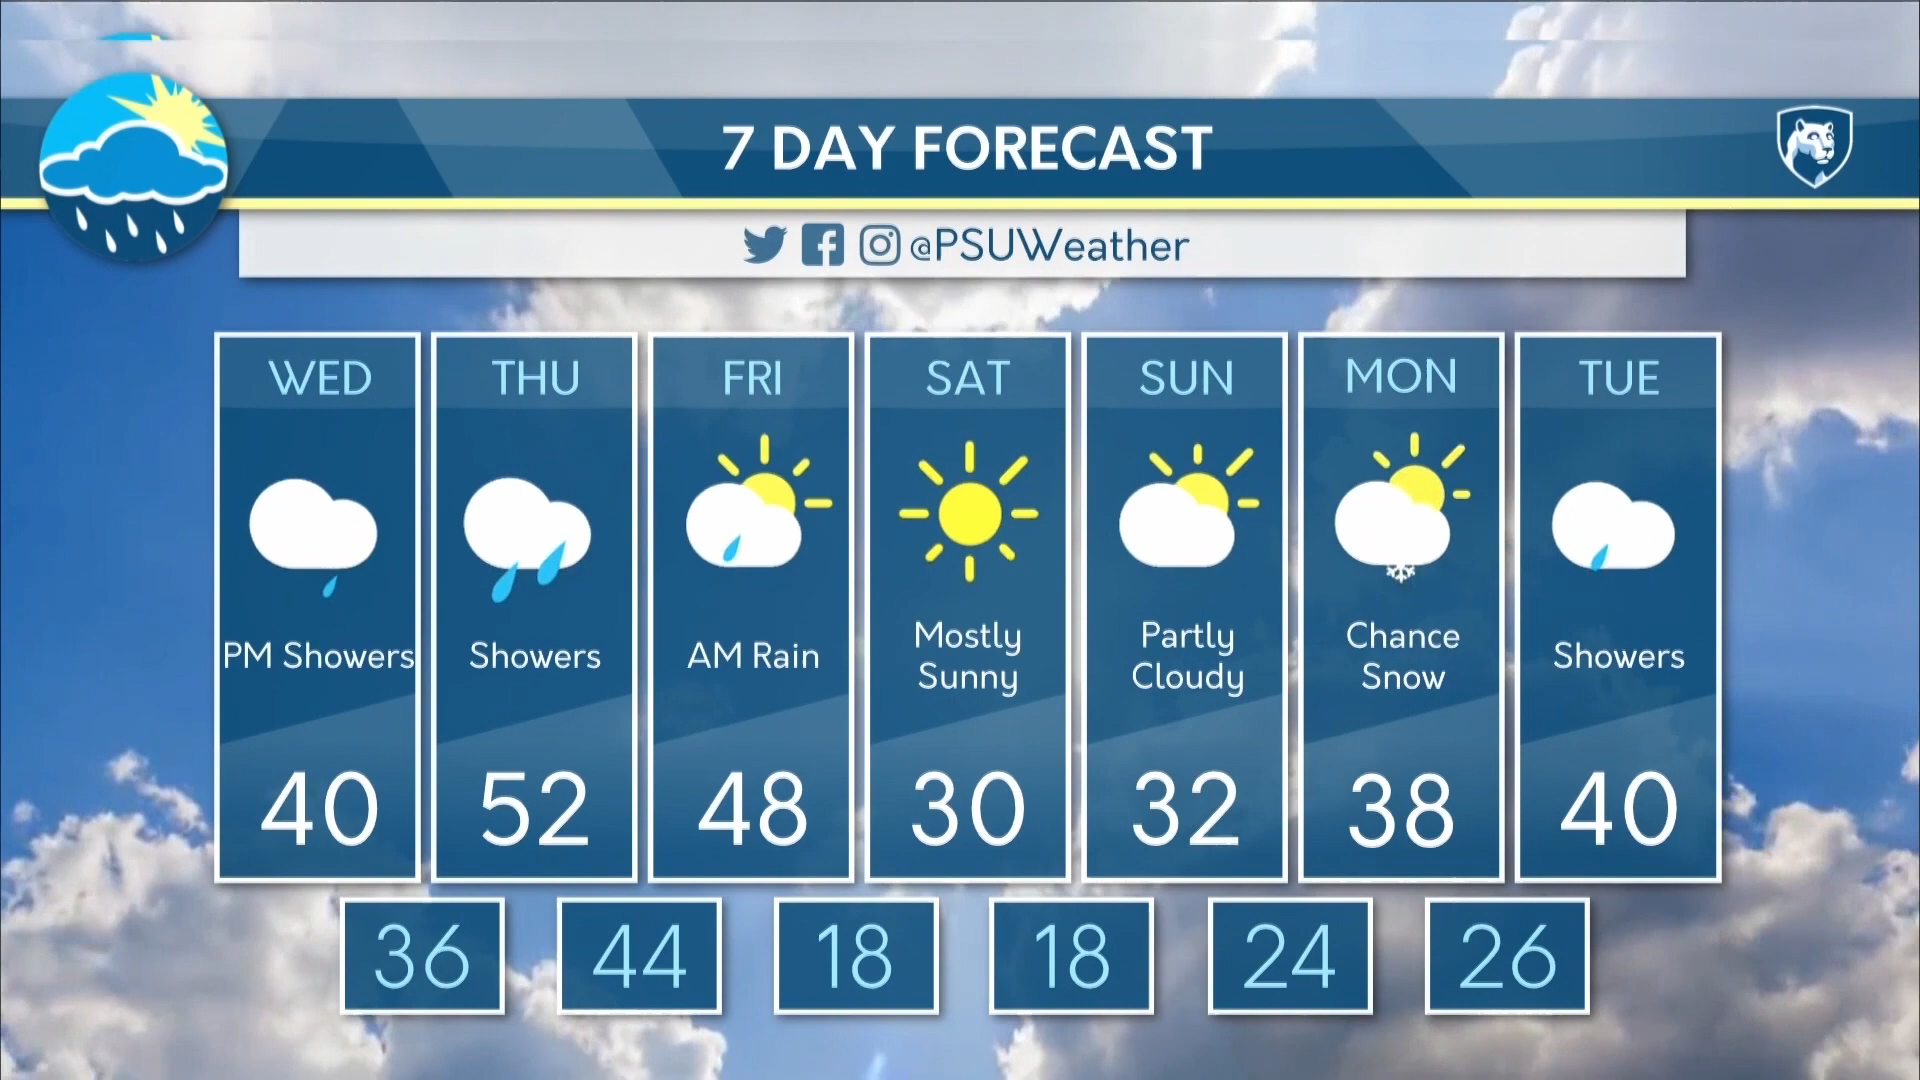 7 DAY FORECAST
@PSUWeather
WED
PM Showers
40
THU
Showers
52
FRI
AM Rain
48
SAT
Mostly
Sunny
30
SUN
Partly
Cloudy
32
MON
Chance
Snow
38
TUE
Showers
40
36
44
18
18
24
26